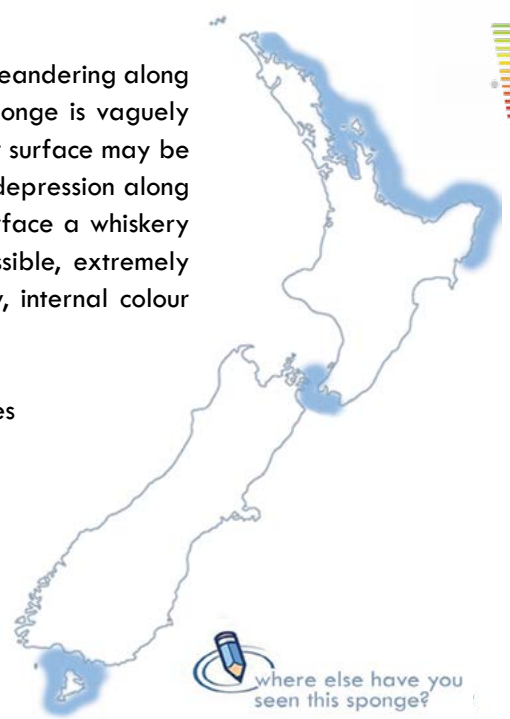 eandering along
onge is vaguely
surface may be
depression along
rface a whiskery
ssible, extremely
, internal colour
es
where else have you
seen this sponge?